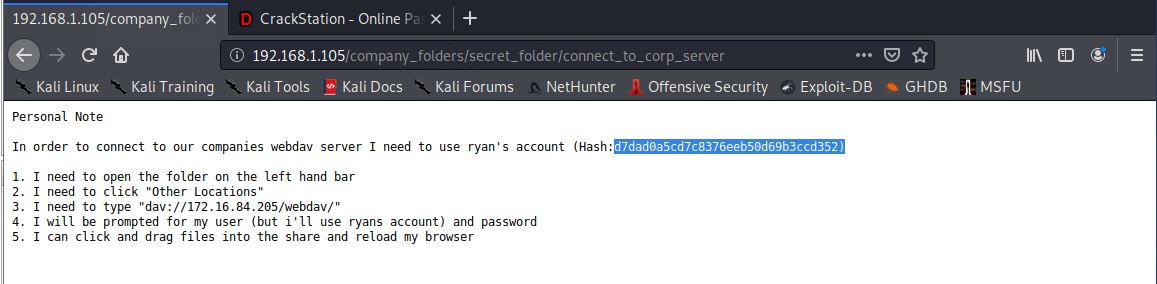 192.168.1.105/company_fol
CrackStation - Online Pa
192.168.1.105/company_folders/secret_folder/connect_to_corp_server
Kali Linux Kali Training Kali Tools Kali Docs Kali Forums NetHunter Offensive Security Exploit-DB GHDB MSFU
Personal Note
In order to connect to our companies webdav server I need to use ryan's account (Hash:d7dad0a5cd7c8376eeb50d69b3ccd352)
1. I need to open the folder on the left hand bar
2. I need to click "Other Locations"
3. I need to type "dav://172.16.84.205/webdav/"
4. I will be prompted for my user (but i'll use ryans account) and password
5. I can click and drag files into the share and reload my browser